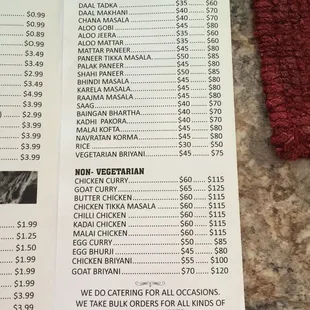 $0.99
$0.99
$0.89
$0.99
$3.49
$3.49
$3.49
$3.99
$3.99
$3.99
$2.99
$3.99
$3.99
$3.99
$1.99
$1.25
$1.50
$1.99
$1.99
$1.99
$1.99
$3.99
DAAL TADKA $35 $60
DAAL MAKHANI $40 $70
CHANA MASALA $40 $70
ALOO GOBI $45 $80
ALOO JEERA $35 $60
ALOO MATTAR $35 $60
MATTAR PANEER $45 $80
PANEER TIKKA MASALA $50 $85
PALAK PANEER $45 $80
SHAHI PANEER $50 $85
BHINDI MASALA $45 $80
KARELA MASALA $45 $80
RAAJMA MASALA $40 $70
SAAG $40 $70
BAINGAN BHARTHA $40 $70
KADHI PAKORA $40 $70
MALAI KOFTA $45 $80
NAVRATAN KORMA $45 $80
RICE $30 $50
VEGETARIAN BRIYANI $45 $75
NON- VEGETARIAN
CHICKEN CURRY $60 $115
GOAT CURRY $65 $125
BUTTER CHICKEN $60 $115
CHICKEN TIKKA MASALA $60 $115
CHILLI CHICKEN $60 $115
KADAI CHICKEN $60 $115
MALAI CHICKEN $60 $115
EGG CURRY $50 $85
EGG BHURJI $45 $80
CHICKEN BRIYANI $55 $100
GOAT BRIYANI $70 $120
WE DO CATERING FOR ALL OCCASIONS.
WE TAKE BULK ORDERS FOR ALL KINDS OF